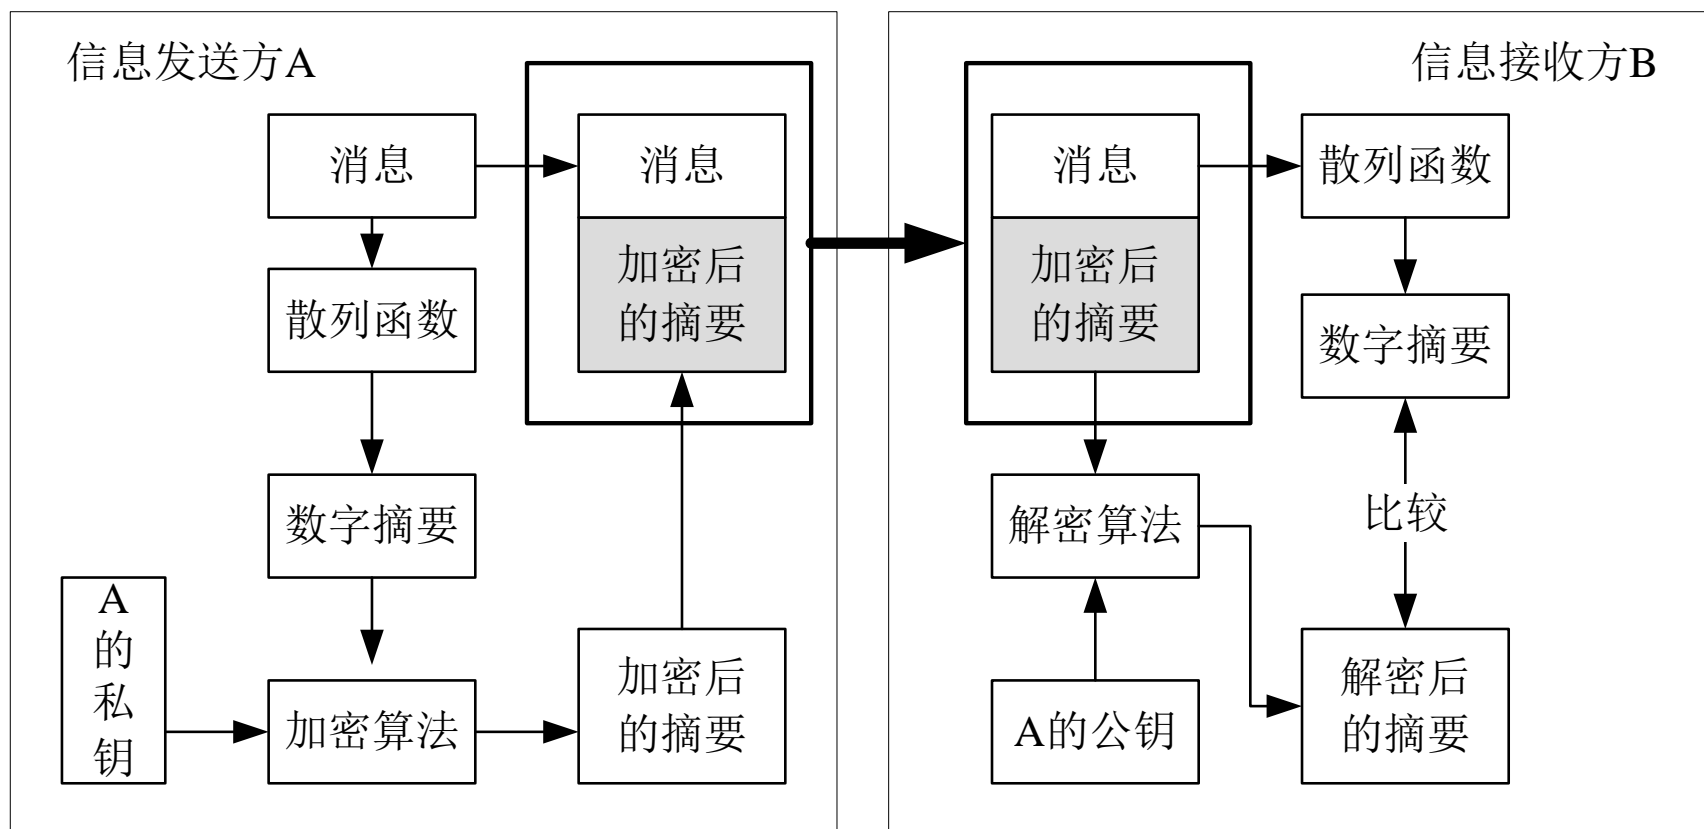 信息发送方A
消息
散列函数
数字摘要
A
的
私
钥
加密算法
加密后
的摘要
消息
加密后
的摘要
信息接收方B
消息
加密后
的摘要
散列函数
数字摘要
比较
解密算法
A的公钥
解密后
的摘要